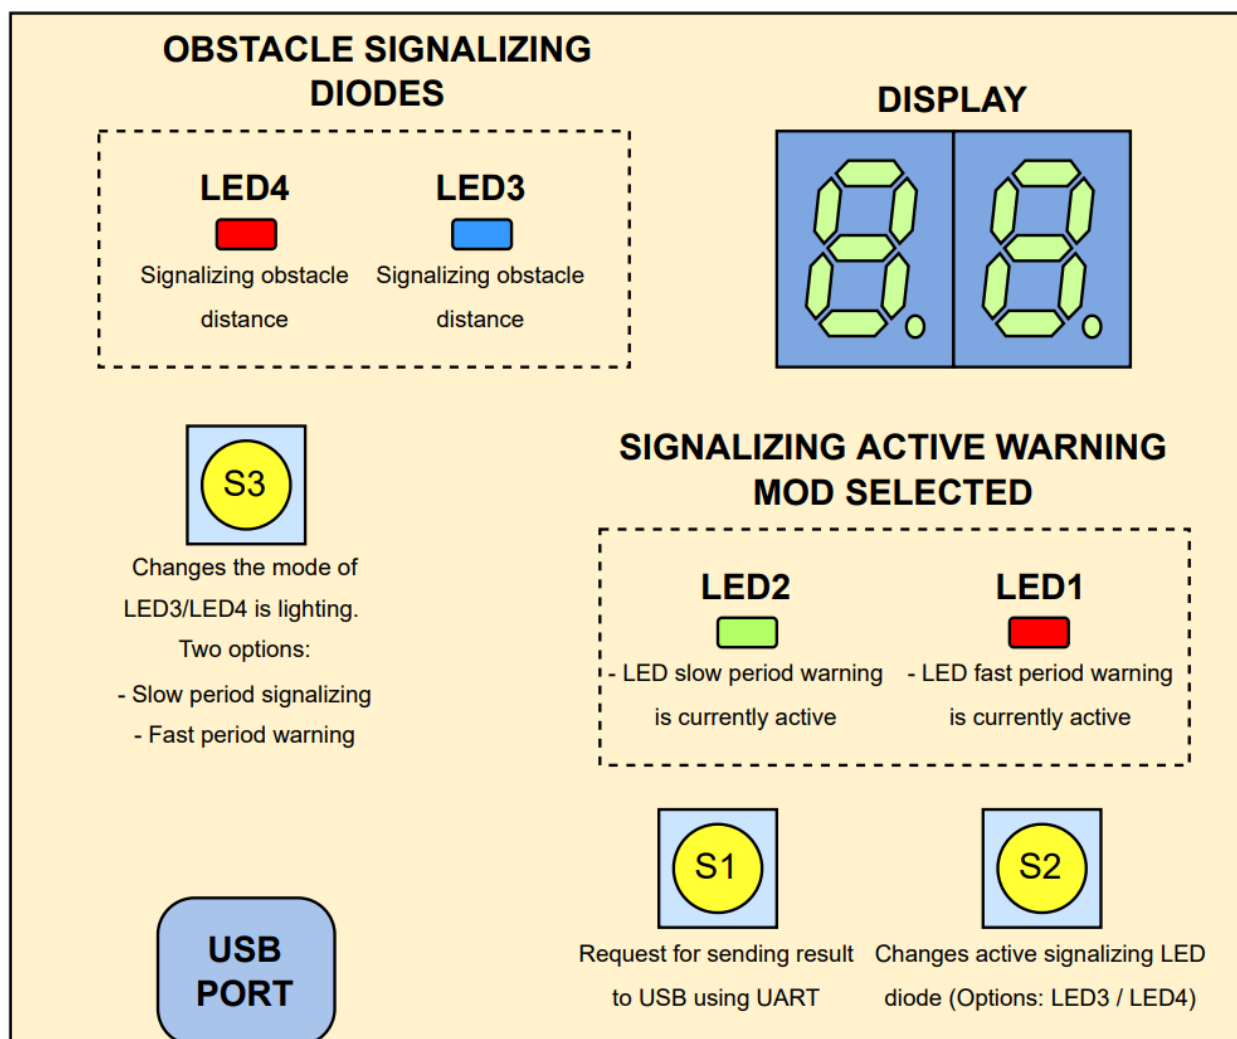 OBSTACLE SIGNALIZING
DIODES
DISPLAY
LED4
LED3
Signalizing obstacle
distance
Signalizing obstacle
distance
S3
Changes the mode of
LED3/LED4 is lighting.
Two options:
- Slow period signalizing
- Fast period warning
SIGNALIZING ACTIVE WARNING
MOD SELECTED
LED2
LED1
- LED slow period warning
is currently active
- LED fast period warning
is currently active
S1
S2
Request for sending result
to USB using UART
Changes active signalizing LED
diode (Options: LED3 / LED4)
USB
PORT